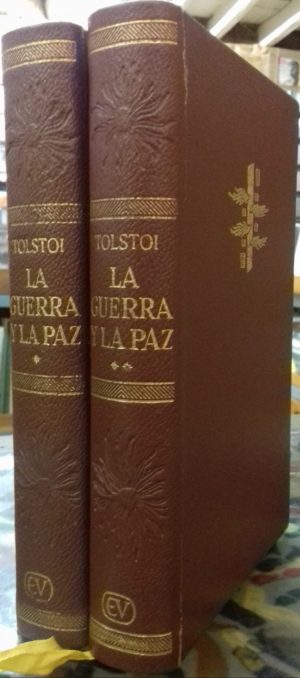 TOLSTOI
LA
GUERRA
Y LA PAZ
*
EV
TOLSTOI
LA
GUERRA
Y LA PAZ
**
EV